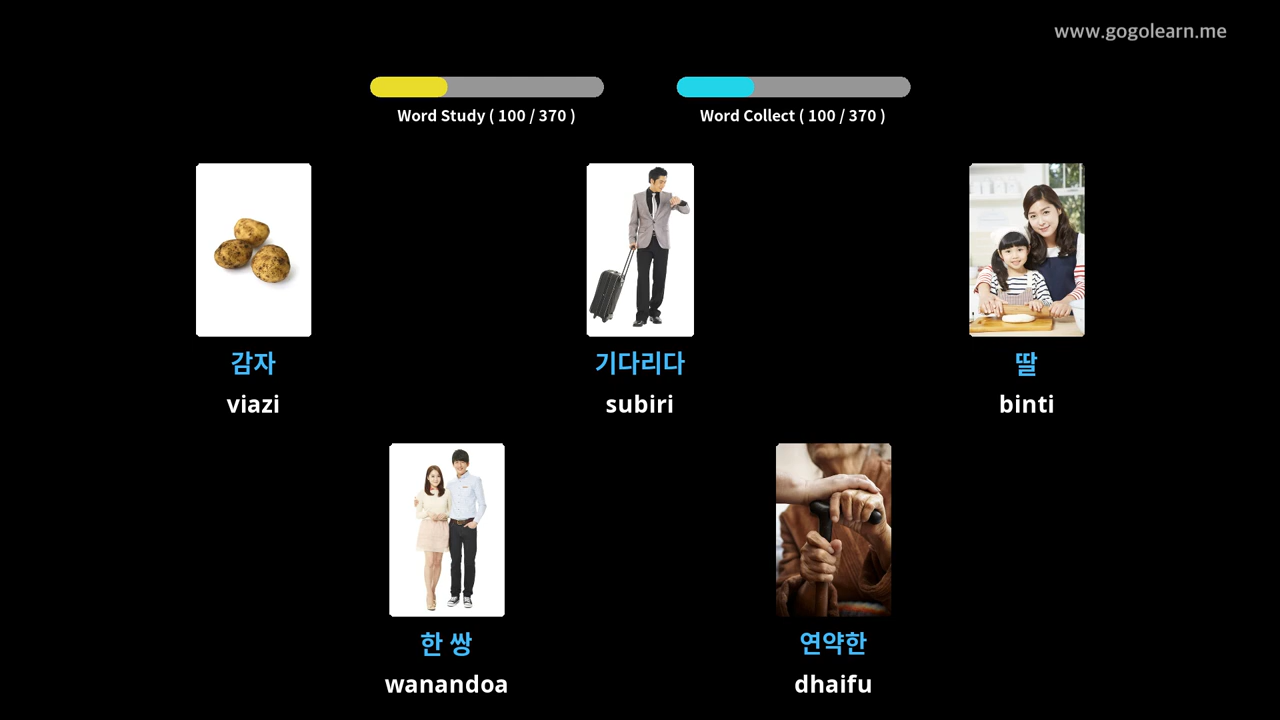 www.gogolearn.me
Word Study ( 100 / 370 )
Word Collect ( 100 / 370 )
감자
viazi
기다리다
subiri
딸
binti
한 쌍
wanandoa
연약한
dhaifu